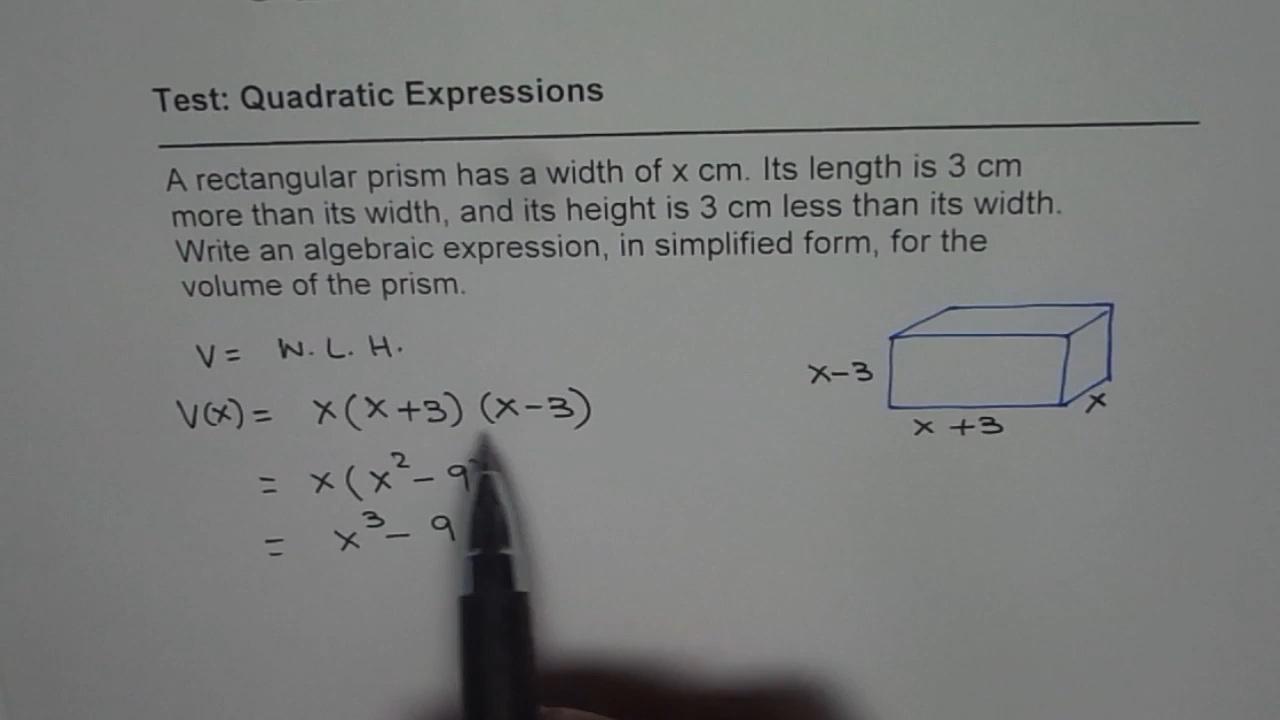 Test: Quadratic Expressions
A rectangular prism has a width of x cm. Its length is 3 cm
more than its width, and its height is 3 cm less than its width.
Write an algebraic expression, in simplified form, for the
volume of the prism.
V = W. L. H.
V(x) = x(x+3) (x-3)
= x(x² - 9
= x³ - 9
x-3
x +3
x